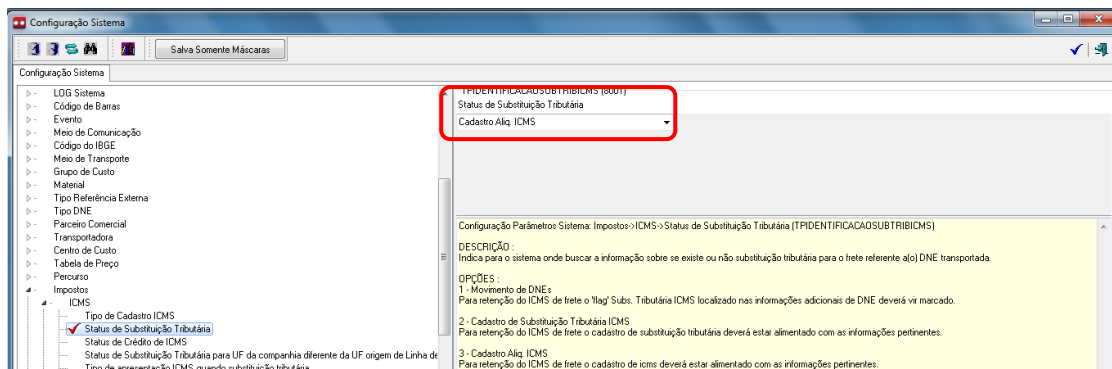 Configuração Sistema
Salva Somente Máscaras
Configuração Sistema
LOG Sistema
Código de Barras
Evento
Meio de Comunicação
Código do IBGE
Meio de Transporte
Grupo de Custo
Material
Tipo Referência Externa
Tipo DNE
Parceiro Comercial
Transportadora
Centro de Custo
Tabela de Preço
Percurso
Impostos
ICMS
Tipo de Cadastro ICMS
Status de Substituição Tributária
Status de Crédito de ICMS
Status de Substituição Tributária para UF da companhia diferente da UF origem de Linha de
Tipo de apresentação ICMS quando substituição tributária
TPIDENTIFICACAOSUBTRIBICMS (8001)
Status de Substituição Tributária
Cadastro Aliq. ICMS
Configuração Parâmetros Sistema: Impostos->ICMS->Status de Substituição Tributária (TPIDENTIFICACAOSUBTRIBICMS)
DESCRIÇÃO :
Indica para o sistema onde buscar a informação sobre se existe ou não substituição tributária para o frete referente a(o) DNE transportada.
OPÇÕES :
1 - Movimento de DNEs
Para retenção do ICMS de frete o 'flag' Subs. Tributária ICMS localizado nas informações adicionais de DNE deverá vir marcado.
2 - Cadastro de Substituição Tributária ICMS
Para retenção do ICMS de frete o cadastro de substituição tributária deverá estar alimentado com as informações pertinentes.
3 - Cadastro Aliq. ICMS
Para retenção do ICMS de frete o cadastro de icms deverá estar alimentado com as informações pertinentes.